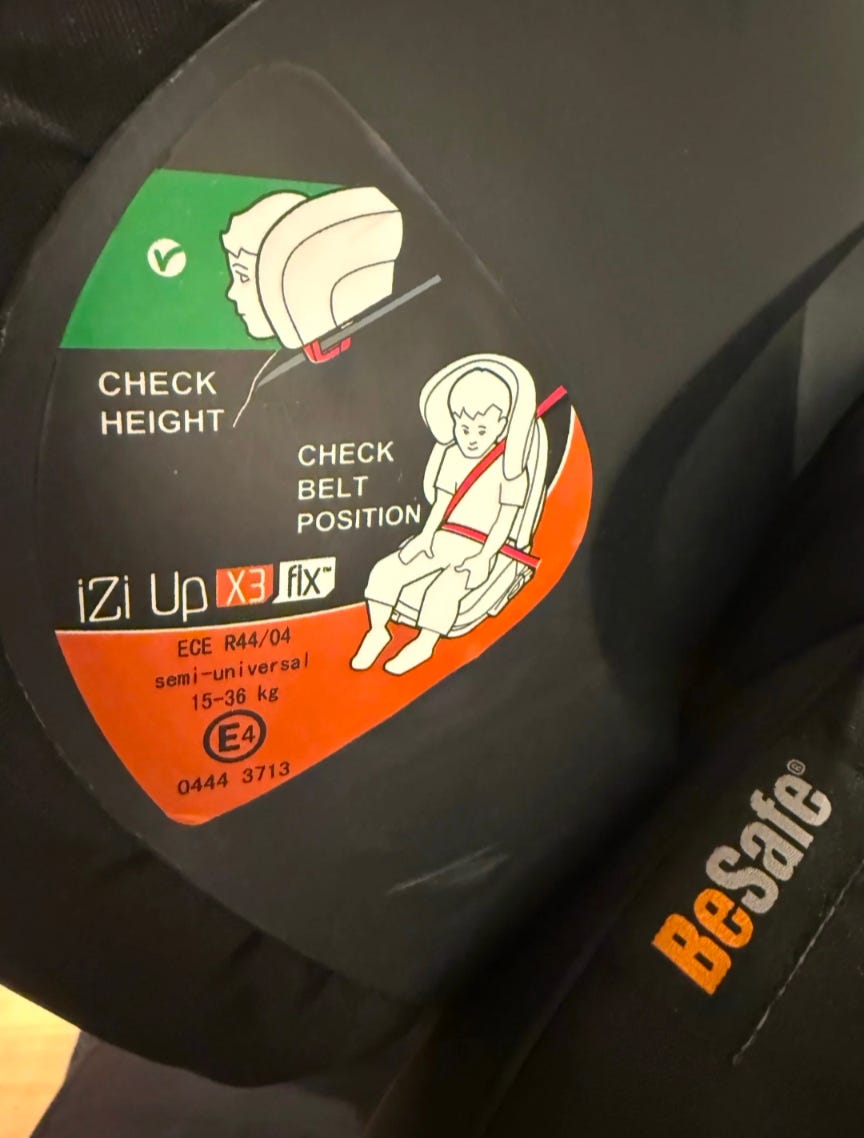 CHECK
HEIGHT
CHECK
BELT
POSITION
iZi Up X3 fix™
ECE R44/04
semi-universal
15-36 kg
E4
0444 3713
BeSafe®